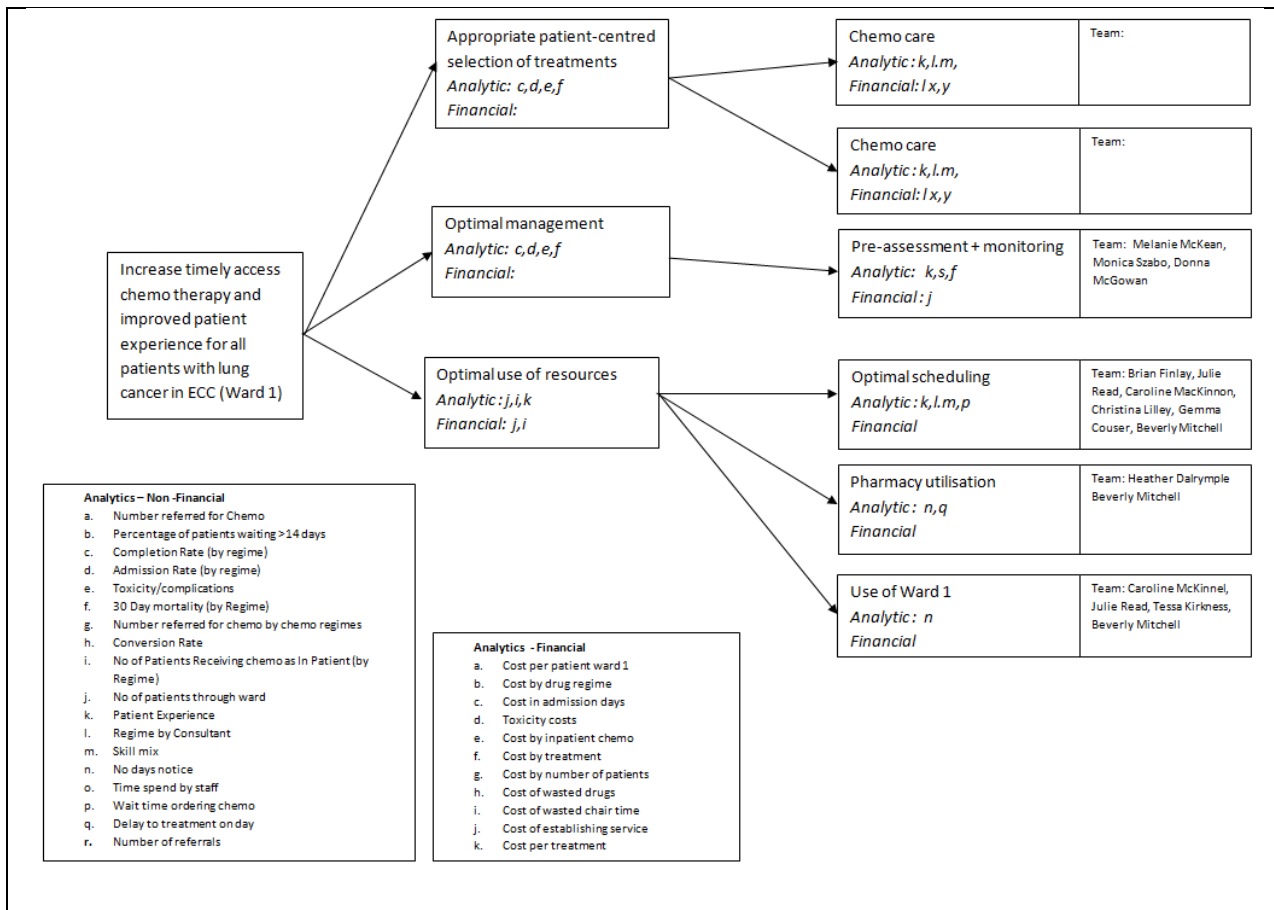 Appropriate patient-centred
selection of treatments
Analytic: c,d,e,f
Financial:
Chemo care
Analytic: k,l.m,
Financial: l x,y
Team:
Chemo care
Analytic: k,l.m,
Financial: l x,y
Team:
Optimal management
Analytic: c,d,e,f
Financial:
Pre-assessment + monitoring
Analytic: k,s,f
Financial: j
Team: Melanie McKean,
Monica Szabo, Donna
McGowan
Increase timely access
chemo therapy and
improved patient
experience for all
patients with lung
cancer in ECC (Ward 1)
Optimal use of resources
Analytic: j,i,k
Financial: j,i
Optimal scheduling
Analytic: k,l.m,p
Financial
Team: Brian Finlay, Julie
Read, Caroline MacKinnon,
Christina Lilley, Gemma
Couser, Beverly Mitchell
Pharmacy utilisation
Analytic: n,q
Financial
Team: Heather Dalrymple
Beverly Mitchell
Use of Ward 1
Analytic: n
Financial
Team: Caroline McKinnel,
Julie Read, Tessa Kirkness,
Beverly Mitchell
Analytics – Non -Financial
a. Number referred for Chemo
b. Percentage of patients waiting >14 days
c. Completion Rate (by regime)
d. Admission Rate (by regime)
e. Toxicity/complications
f. 30 Day mortality (by Regime)
g. Number referred for chemo by chemo regimes
h. Conversion Rate
i. No of Patients Receiving chemo as In Patient (by
Regime)
j. No of patients through ward
k. Patient Experience
l. Regime by Consultant
m. Skill mix
n. No days notice
o. Time spend by staff
p. Wait time ordering chemo
q. Delay to treatment on day
r. Number of referrals
Analytics - Financial
a. Cost per patient ward 1
b. Cost by drug regime
c. Cost in admission days
d. Toxicity costs
e. Cost by inpatient chemo
f. Cost by treatment
g. Cost by number of patients
h. Cost of wasted drugs
i. Cost of wasted chair time
j. Cost of establishing service
k. Cost per treatment